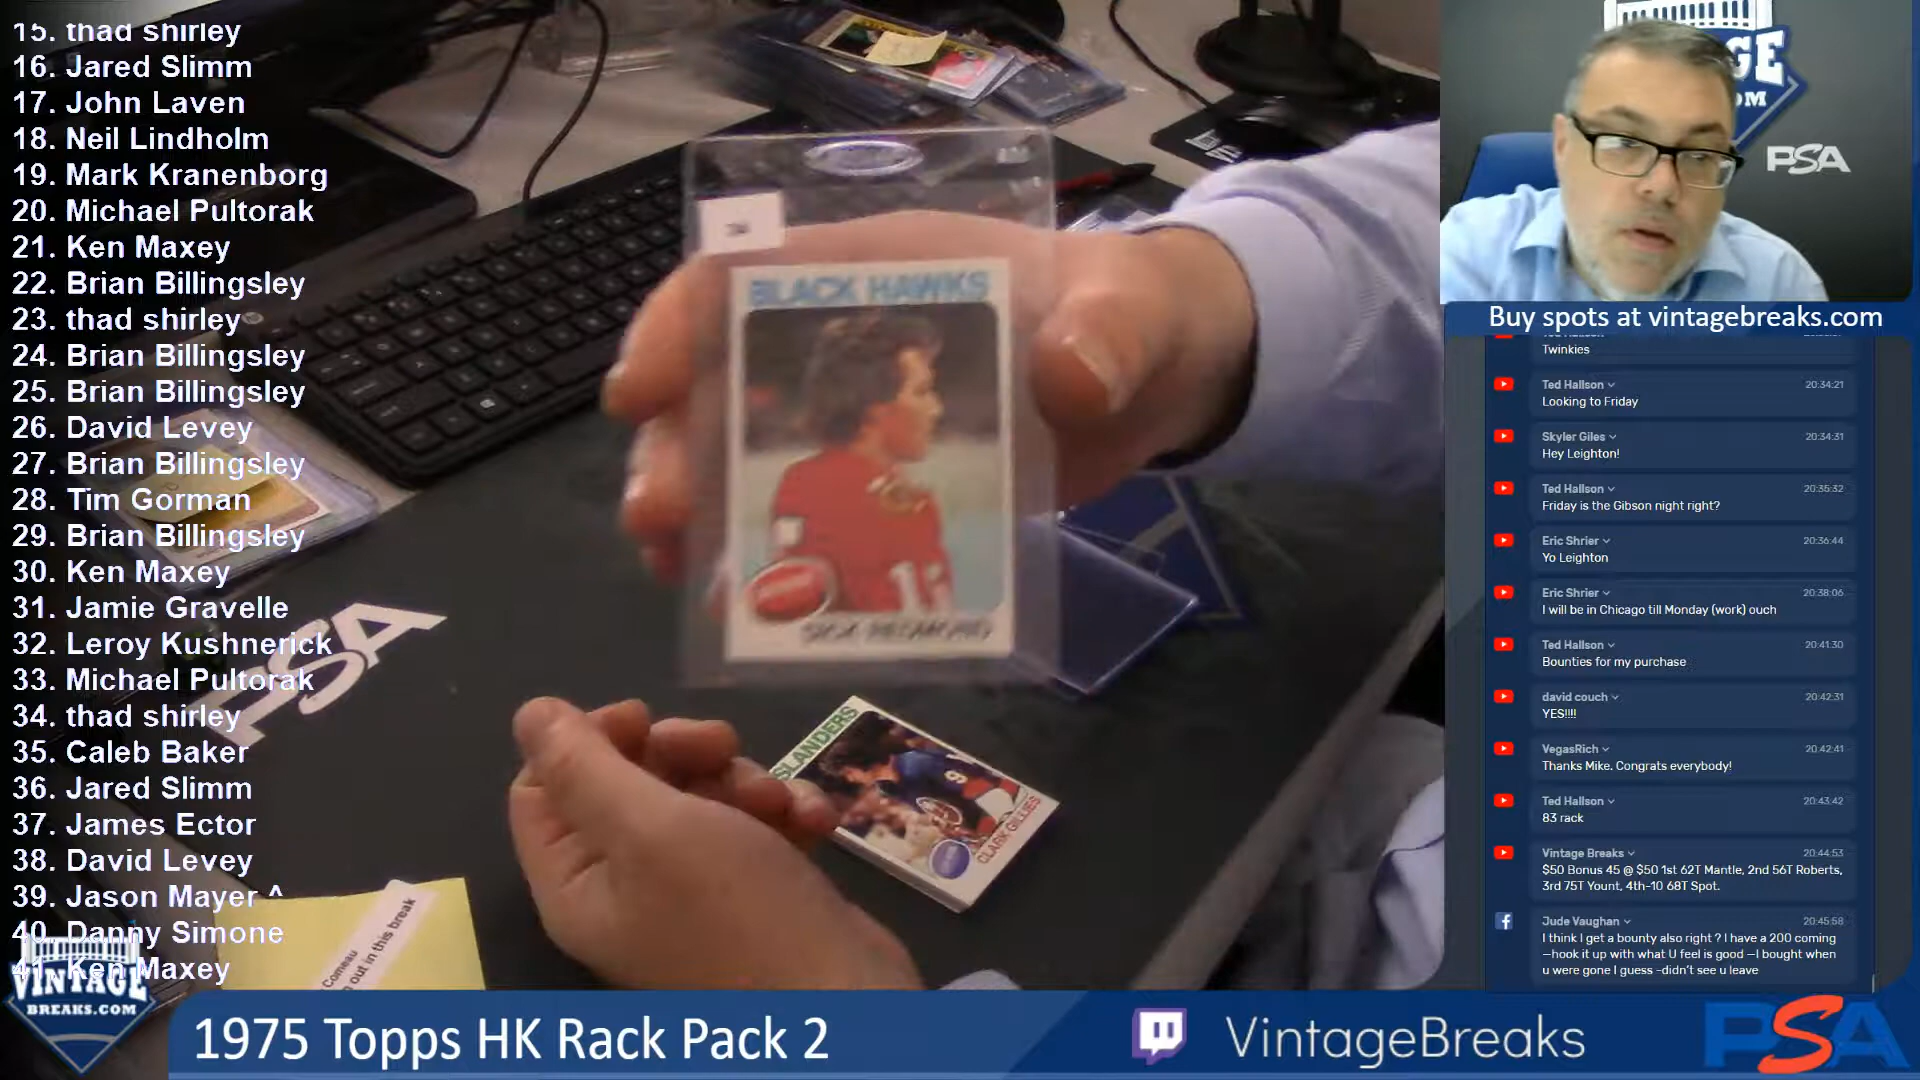 15. thad shirley
16. Jared Slimm
17. John Laven
18. Neil Lindholm
19. Mark Kranenborg
20. Michael Pultorak
21. Ken Maxey
22. Brian Billingsley
23. thad shirley
24. Brian Billingsley
25. Brian Billingsley
26. David Levey
27. Brian Billingsley
28. Tim Gorman
29. Brian Billingsley
30. Ken Maxey
31. Jamie Gravelle
32. Leroy Kushnerick
33. Michael Pultorak
34. thad shirley
35. Caleb Baker
36. Jared Slimm
37. James Ector
38. David Levey
39. Jason Mayer ^
40. Danny Simone
41. Ken Maxey
VINTAGE
BREAKS.COM
PSA
Comeau
out in this break
BLACK HAWKS
DICK REDMOND
ISLANDERS
CLARK GILLIES
9
PSA
Buy spots at vintagebreaks.com
Twinkies
Ted Hallson 20:34:21
Looking to Friday
Skyler Giles 20:34:31
Hey Leighton!
Ted Hallson 20:35:32
Friday is the Gibson night right?
Eric Shrier 20:36:44
Yo Leighton
Eric Shrier 20:38:06
I will be in Chicago till Monday (work) ouch
Ted Hallson 20:41:30
Bounties for my purchase
david couch 20:42:31
YES!!!!
VegasRich 20:42:41
Thanks Mike. Congrats everybody!
Ted Hallson 20:43:42
83 rack
Vintage Breaks 20:44:53
$50 Bonus 45 @ $50 1st 62T Mantle, 2nd 56T Roberts,
3rd 75T Yount, 4th-10 68T Spot.
Jude Vaughan 20:45:58
I think I get a bounty also right ? I have a 200 coming
—hook it up with what U feel is good —I bought when
u were gone I guess -didn't see u leave
1975 Topps HK Rack Pack 2
VintageBreaks
PSA